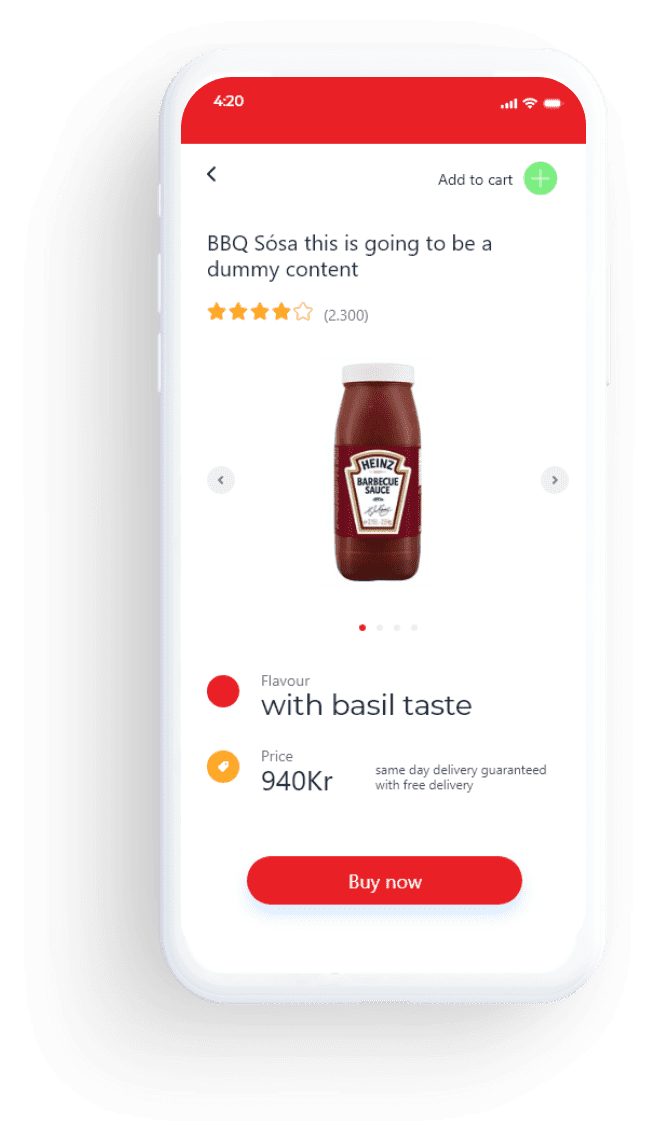 4:20
Add to cart
BBQ Sósa this is going to be a
dummy content
(2.300)
HEINZ
BARBECUE
SAUCE
Flavour
with basil taste
Price
940Kr
same day delivery guaranteed
with free delivery
Buy now